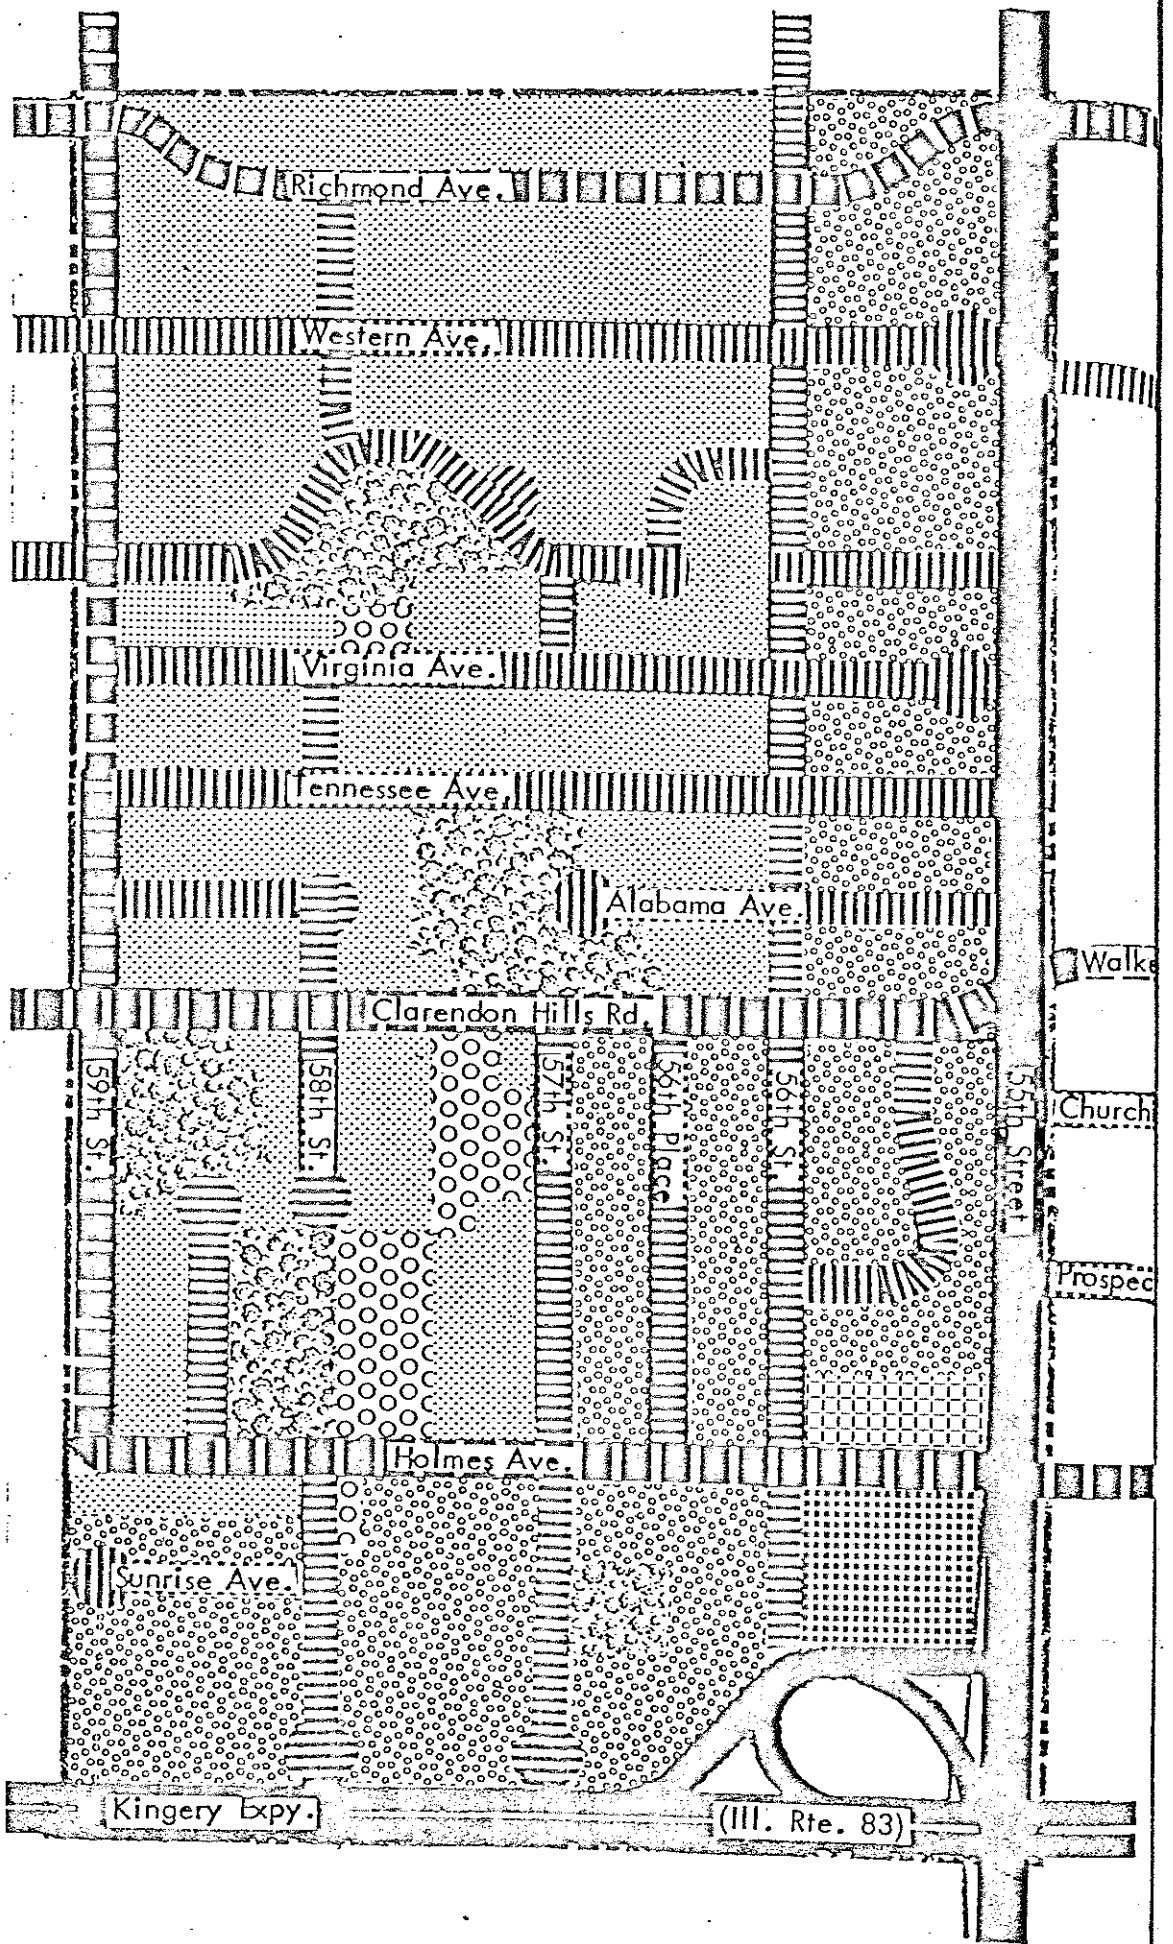 Richmond Ave.
Western Ave.
Virginia Ave.
Tennessee Ave.
Alabama Ave.
Walke
Clarendon Hills Rd.
59th St.
58th St.
57th ST
56th Place
56th St.
55th Street
Church
Prospec
Holmes Ave.
Sunrise Ave.
Kingery Expy.
(Ill. Rte. 83)